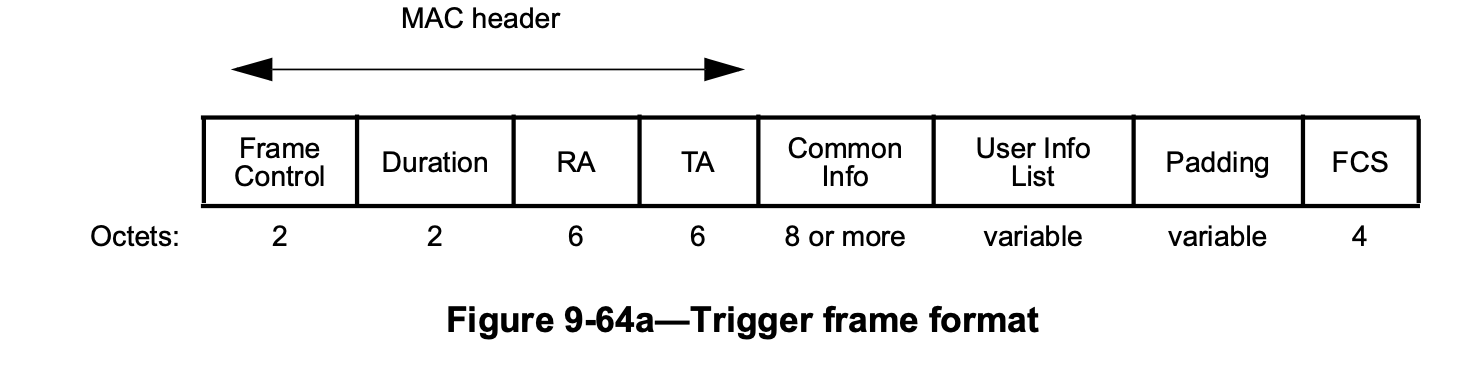 MAC header
Frame Control Duration RA TA Common Info User Info List Padding FCS
Octets: 2 2 6 6 8 or more variable variable 4
Figure 9-64a—Trigger frame format